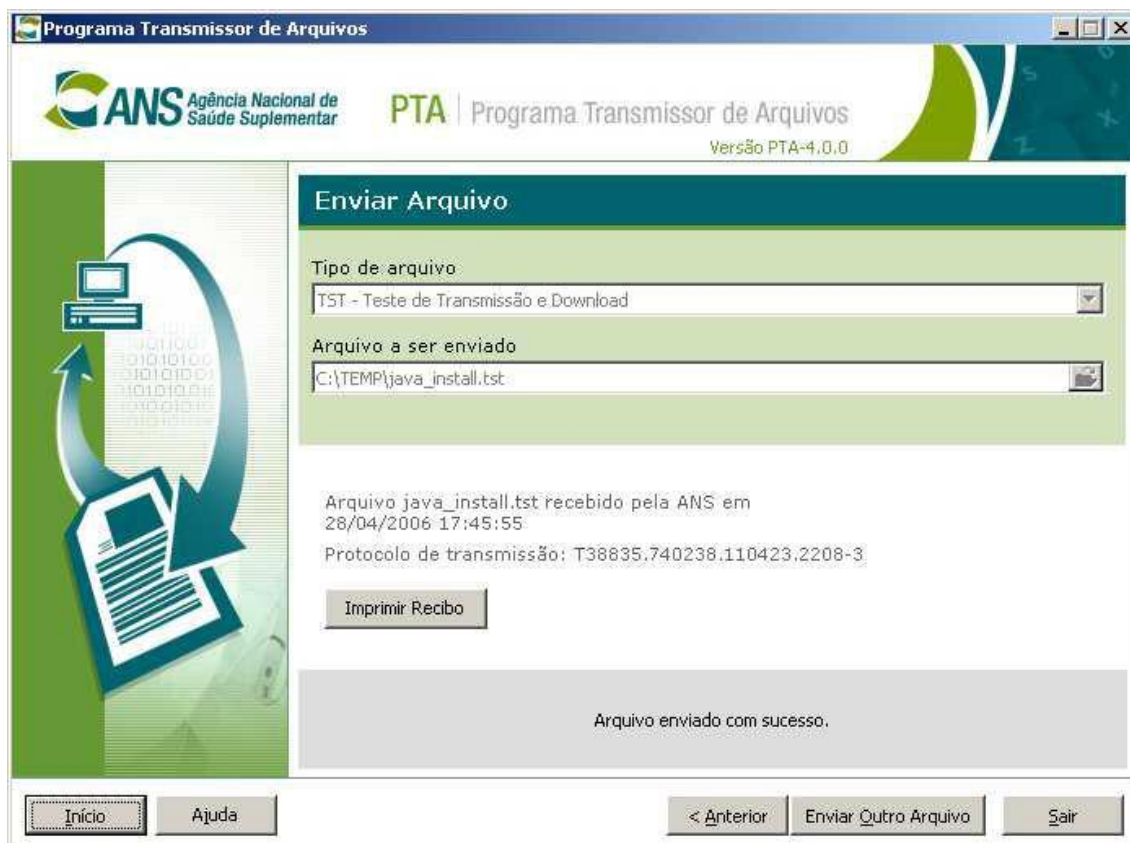 Programa Transmissor de Arquivos
ANS Agência Nacional de
Saúde Suplementar
PTA | Programa Transmissor de Arquivos
Versão PTA-4.0.0
Enviar Arquivo
Tipo de arquivo
TST - Teste de Transmissão e Download
Arquivo a ser enviado
C:\TEMP\java_install.tst
Arquivo java_install.tst recebido pela ANS em
28/04/2006 17:45:55
Protocolo de transmissão: T38835.740238.110423.2208-3
Imprimir Recibo
Arquivo enviado com sucesso.
Início
Ajuda
< Anterior
Enviar Outro Arquivo
Sair